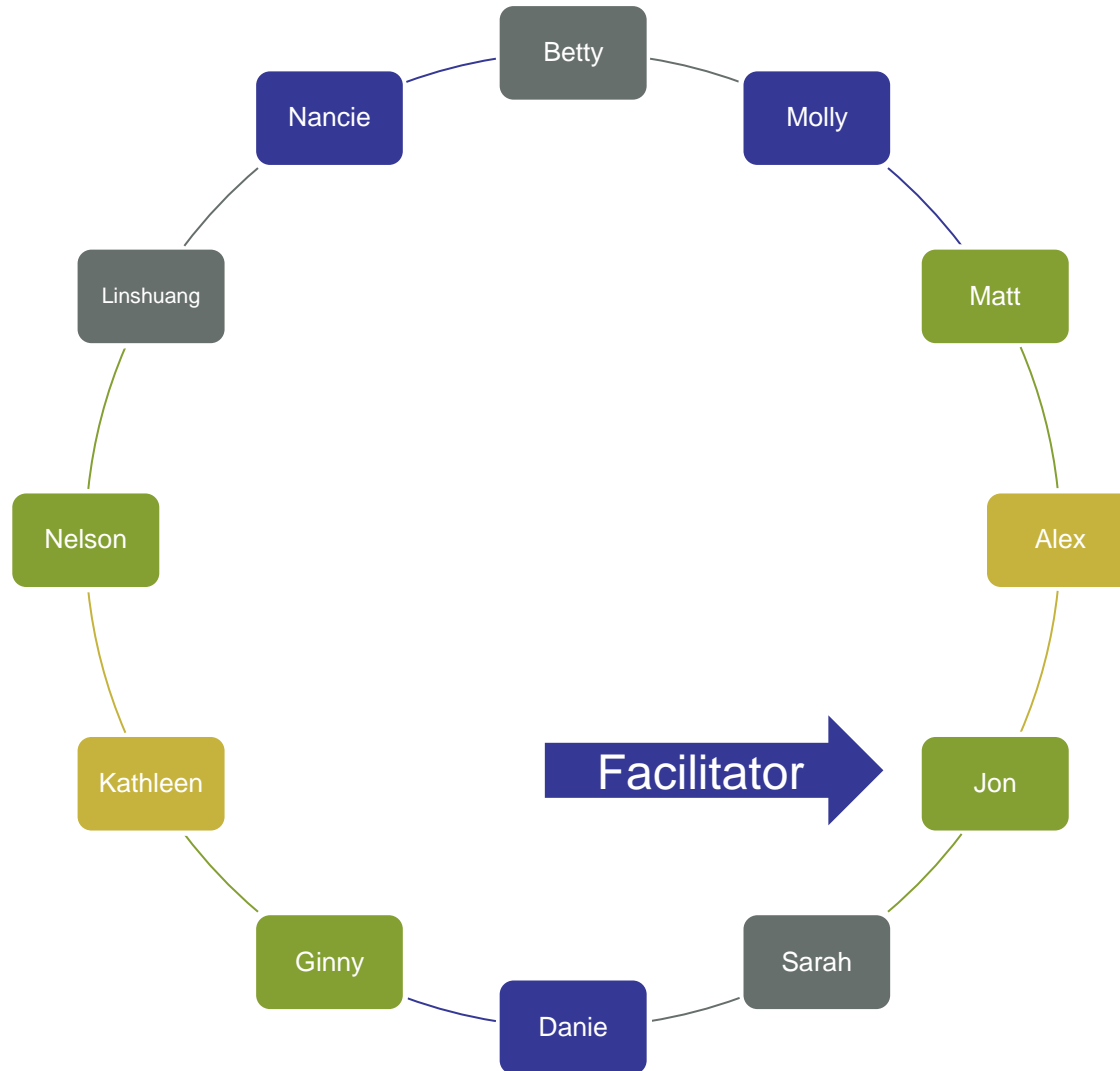 Betty
Nancie
Molly
Linshuang
Matt
Nelson
Alex
Kathleen
Facilitator
Jon
Ginny
Sarah
Danie